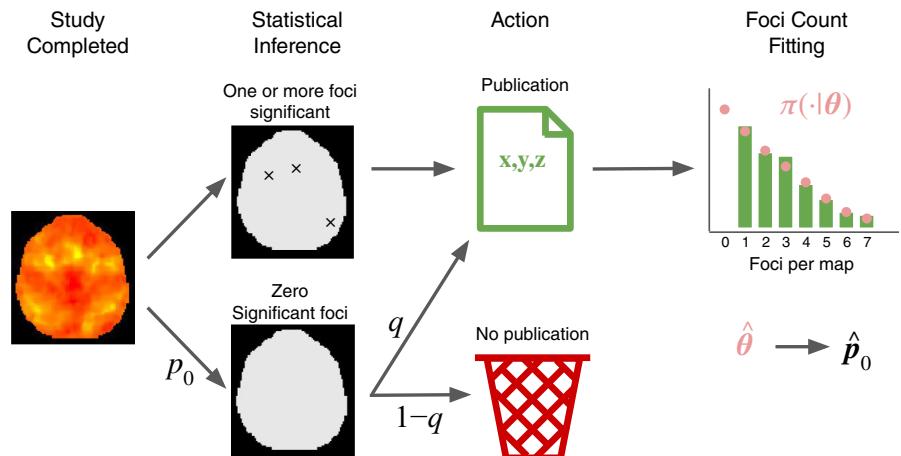 Study
Completed
Statistical
Inference
Action
Foci Count
Fitting
One or more foci
significant
Publication
x,y,z
π(·|θ)
0 1 2 3 4 5 6 7
Foci per map
Zero
Significant foci
p₀
q
1−q
No publication
θ̂
p̂₀